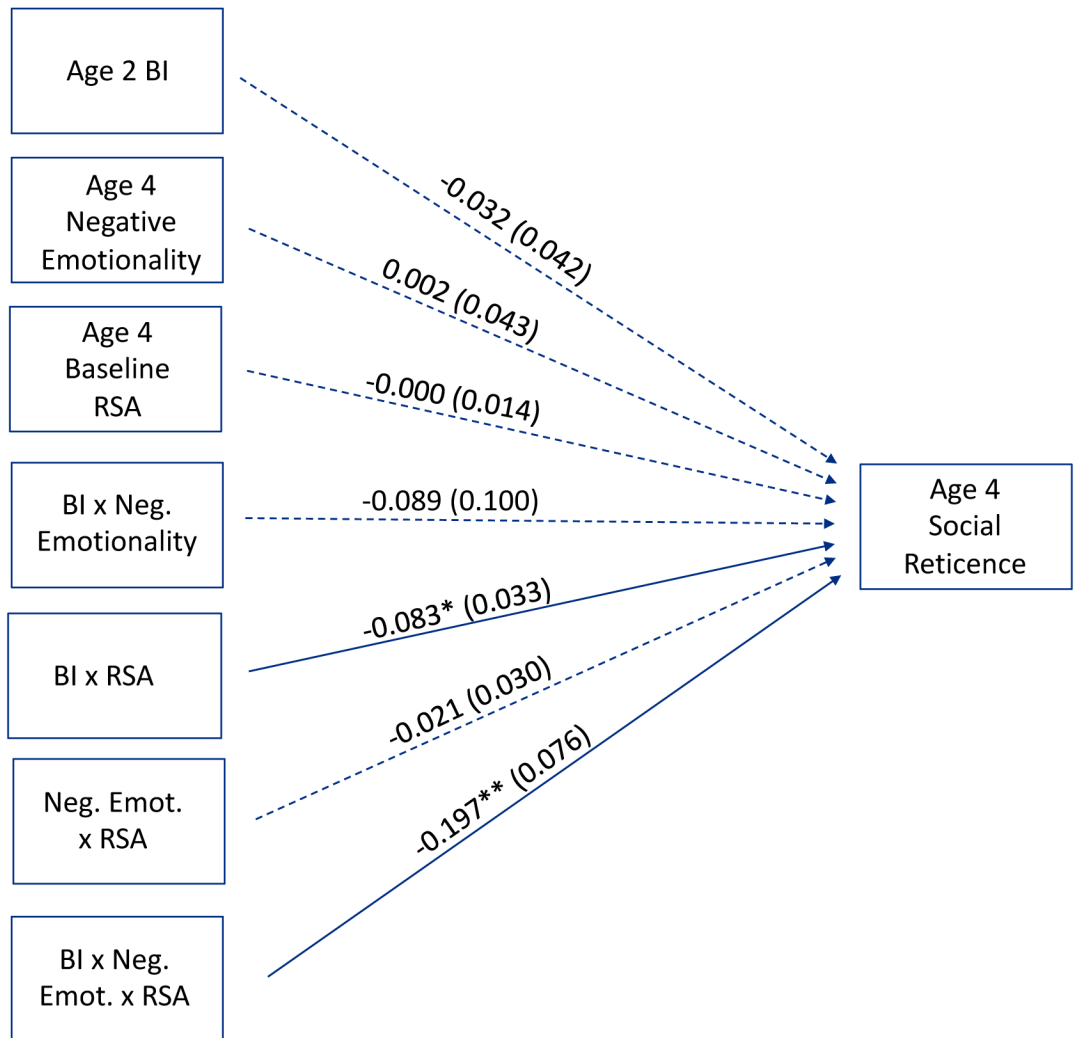 Age 2 BI
Age 4
Negative
Emotionality
Age 4
Baseline
RSA
BI x Neg.
Emotionality
BI x RSA
Neg. Emot.
x RSA
BI x Neg.
Emot. x RSA
-0.032 (0.042)
0.002 (0.043)
-0.000 (0.014)
-0.089 (0.100)
-0.083* (0.033)
-0.021 (0.030)
-0.197** (0.076)
Age 4
Social
Reticence